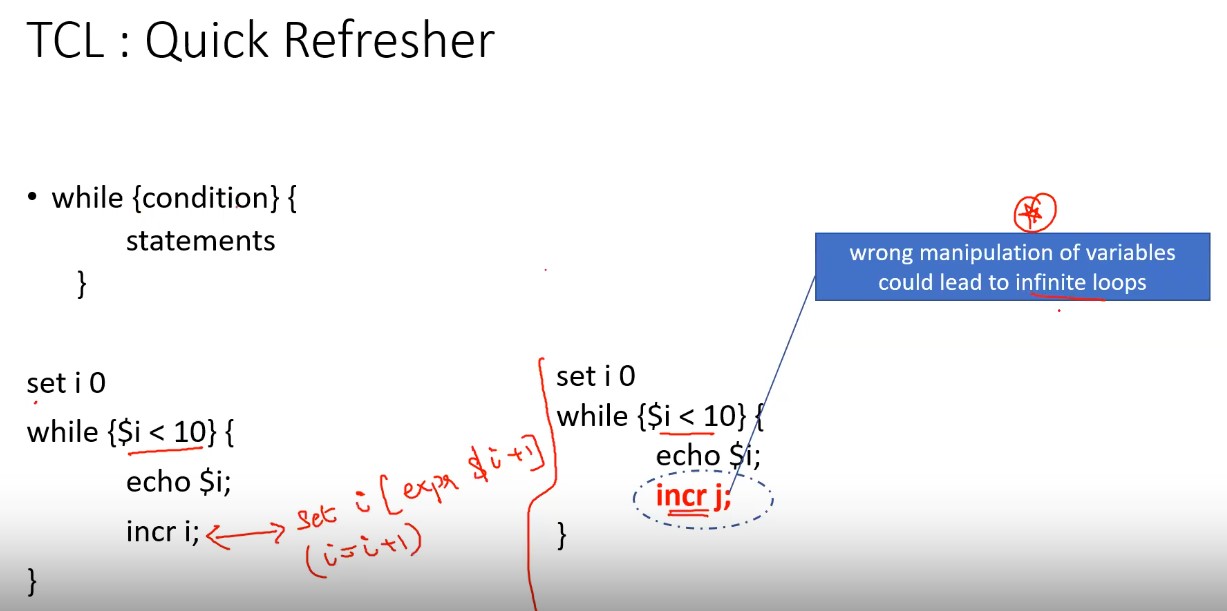 TCL : Quick Refresher
• while {condition} {
statements
}
wrong manipulation of variables
could lead to infinite loops
set i 0
while {$i < 10} {
echo $i;
incr i;
}
set i [expr $i+1]
(i=i+1)
set i 0
while {$i < 10} {
echo $i;
incr j;
}